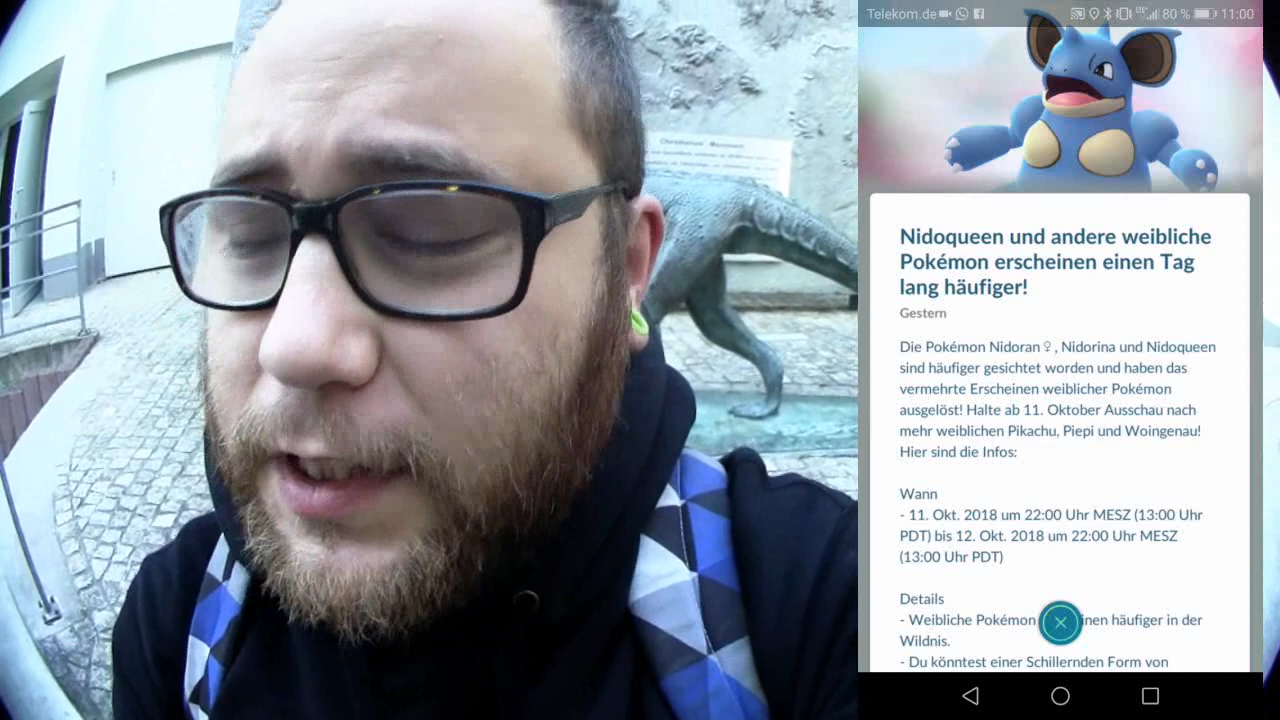 Telekom.de
80 %
11:00
Nidoqueen und andere weibliche
Pokémon erscheinen einen Tag
lang häufiger!
Gestern
Die Pokémon Nidoran♀, Nidorina und Nidoqueen
sind häufiger gesichtet worden und haben das
vermehrte Erscheinen weiblicher Pokémon
ausgelöst! Halte ab 11. Oktober Ausschau nach
mehr weiblichen Pikachu, Piepi und Woingenau!
Hier sind die Infos:
Wann
- 11. Okt. 2018 um 22:00 Uhr MESZ (13:00 Uhr
PDT) bis 12. Okt. 2018 um 22:00 Uhr MESZ
(13:00 Uhr PDT)
Details
- Weibliche Pokémon inen häufiger in der
Wildnis.
- Du könntest einer Schillernden Form von